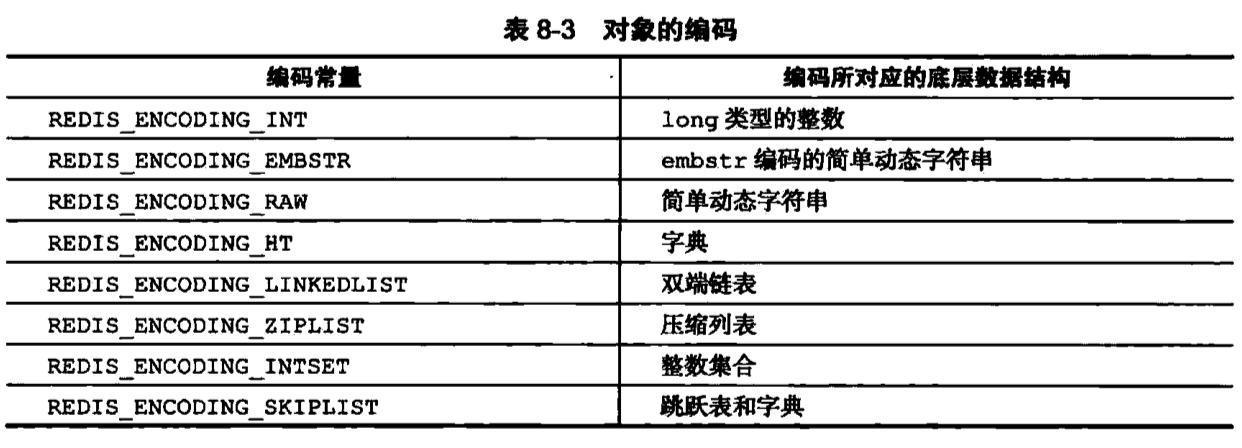 表 8-3 对象的编码
编码常量 编码所对应的底层数据结构
REDIS_ENCODING_INT long 类型的整数
REDIS_ENCODING_EMBSTR embstr 编码的简单动态字符串
REDIS_ENCODING_RAW 简单动态字符串
REDIS_ENCODING_HT 字典
REDIS_ENCODING_LINKEDLIST 双端链表
REDIS_ENCODING_ZIPLIST 压缩列表
REDIS_ENCODING_INTSET 整数集合
REDIS_ENCODING_SKIPLIST 跳跃表和字典